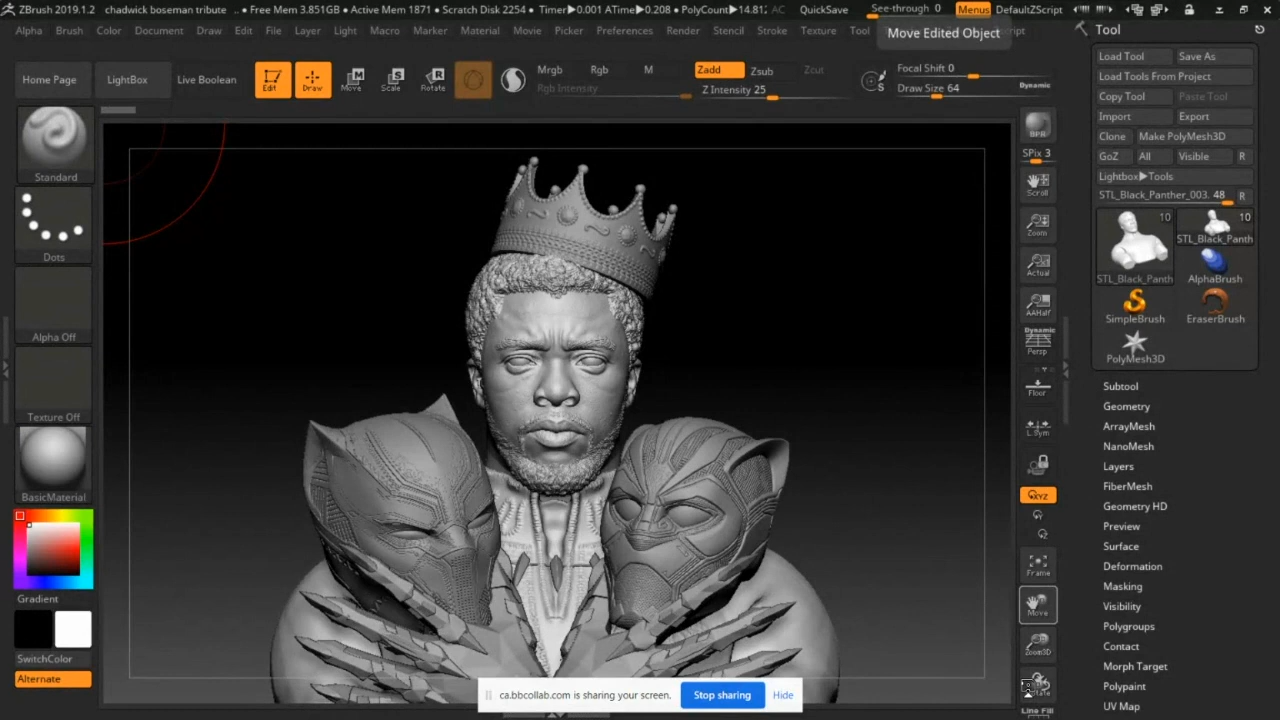 ZBrush 2019.1.2 chadwick boseman tribute .. • Free Mem 3.851GB • Active Mem 1871 • Scratch Disk 2254 • Timer▶0.001 ATime▶0.208 • PolyCount▶14.81 AC QuickSave See-through 0 Menus DefaultZScript
Alpha Brush Color Document Draw Edit File Layer Light Macro Marker Material Movie Picker Preferences Render Stencil Stroke Texture Tool
Move Edited Object
Tool
Home Page LightBox Live Boolean Edit Draw Move Scale Rotate
Mrgb Rgb M
Rgb Intensity
Zadd Zsub Zcut
Z Intensity 25
Focal Shift 0
Draw Size 64 Dynamic
Standard
Dots
Alpha Off
Texture Off
BasicMaterial
Gradient
SwitchColor
Alternate
BPR
SPix 3
Scroll
Zoom
Actual
AAHalf
Dynamic
Persp
Floor
L.Sym
XYZ
Frame
Move
Zoom3D
Line Fill
Load Tool Save As
Load Tools From Project
Copy Tool Paste Tool
Import Export
Clone Make PolyMesh3D
GoZ All Visible R
Lightbox▶Tools
STL_Black_Panther_003. 48 R
10 10
STL_Black_Panth
STL_Black_Panth AlphaBrush
SimpleBrush EraserBrush
PolyMesh3D
Subtool
Geometry
ArrayMesh
NanoMesh
Layers
FiberMesh
Geometry HD
Preview
Surface
Deformation
Masking
Visibility
Polygroups
Contact
Morph Target
Polypaint
UV Map
ca.bbcollab.com is sharing your screen. Stop sharing Hide